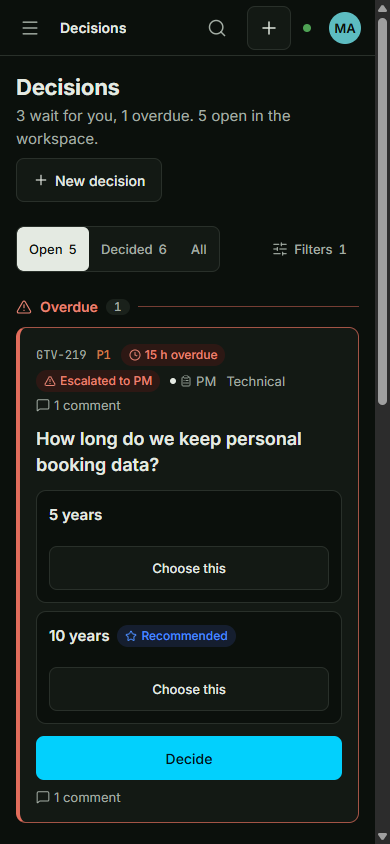 Decisions
MA
Decisions
3 wait for you, 1 overdue. 5 open in the
workspace.
New decision
Open 5
Decided 6
All
Filters 1
Overdue 1
GTV-219 P1 15 h overdue
Escalated to PM PM Technical
1 comment
How long do we keep personal
booking data?
5 years
Choose this
10 years Recommended
Choose this
Decide
1 comment